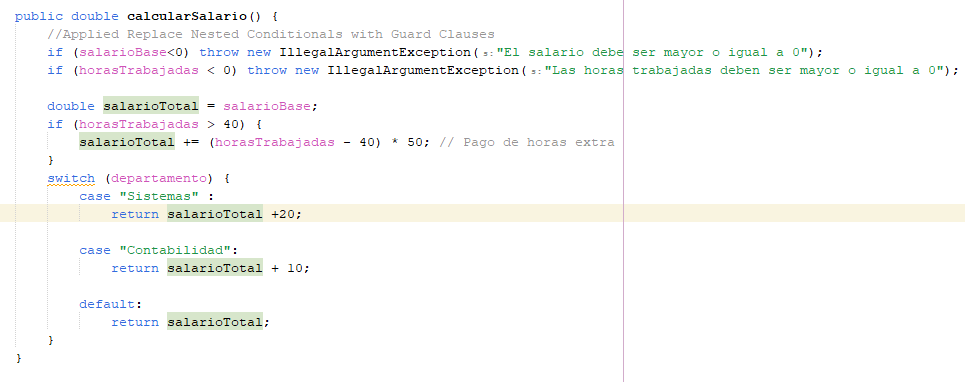 public double calcularSalario() {
//Applied Replace Nested Conditionals with Guard Clauses
if (salarioBase<0) throw new IllegalArgumentException( s: "El salario debe ser mayor o igual a 0");
if (horasTrabajadas < 0) throw new IllegalArgumentException( s: "Las horas trabajadas deben ser mayor o igual a 0");
double salarioTotal = salarioBase;
if (horasTrabajadas > 40) {
salarioTotal += (horasTrabajadas - 40) * 50; // Pago de horas extra
}
switch (departamento) {
case "Sistemas" :
return salarioTotal +20;
case "Contabilidad":
return salarioTotal + 10;
default:
return salarioTotal;
}
}